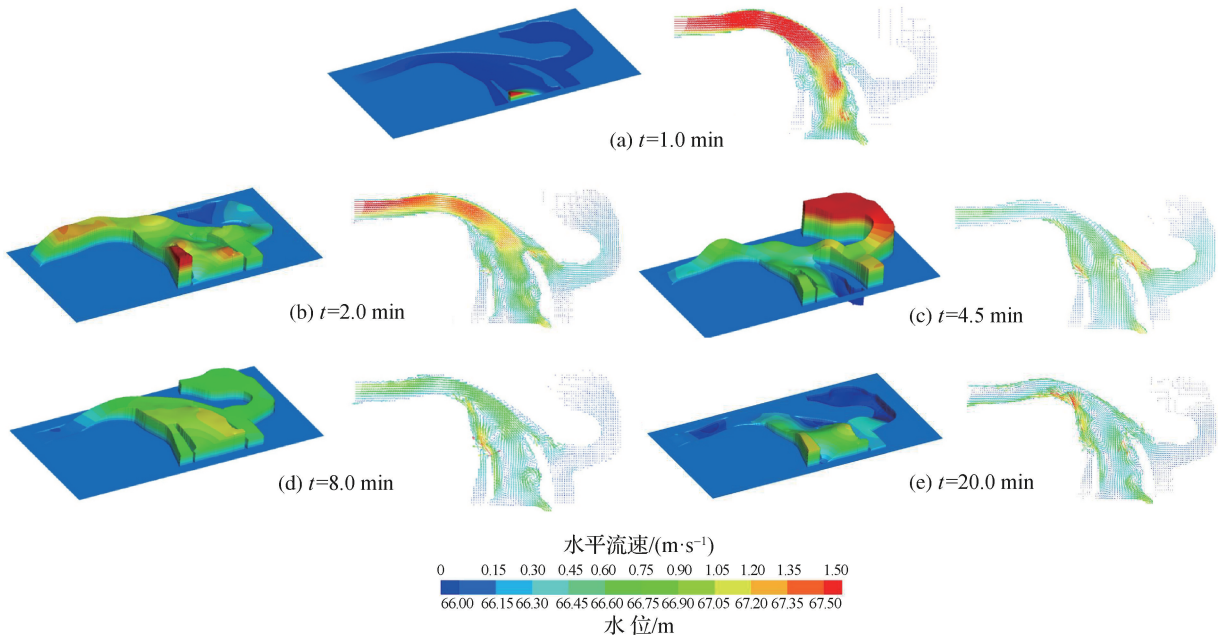 (a) t=1.0 min
(b) t=2.0 min
(c) t=4.5 min
(d) t=8.0 min
(e) t=20.0 min
水平流速/(m·s⁻¹)
0 0.15 0.30 0.45 0.60 0.75 0.90 1.05 1.20 1.35 1.50
66.00 66.15 66.30 66.45 66.60 66.75 66.90 67.05 67.20 67.35 67.50
水 位/m